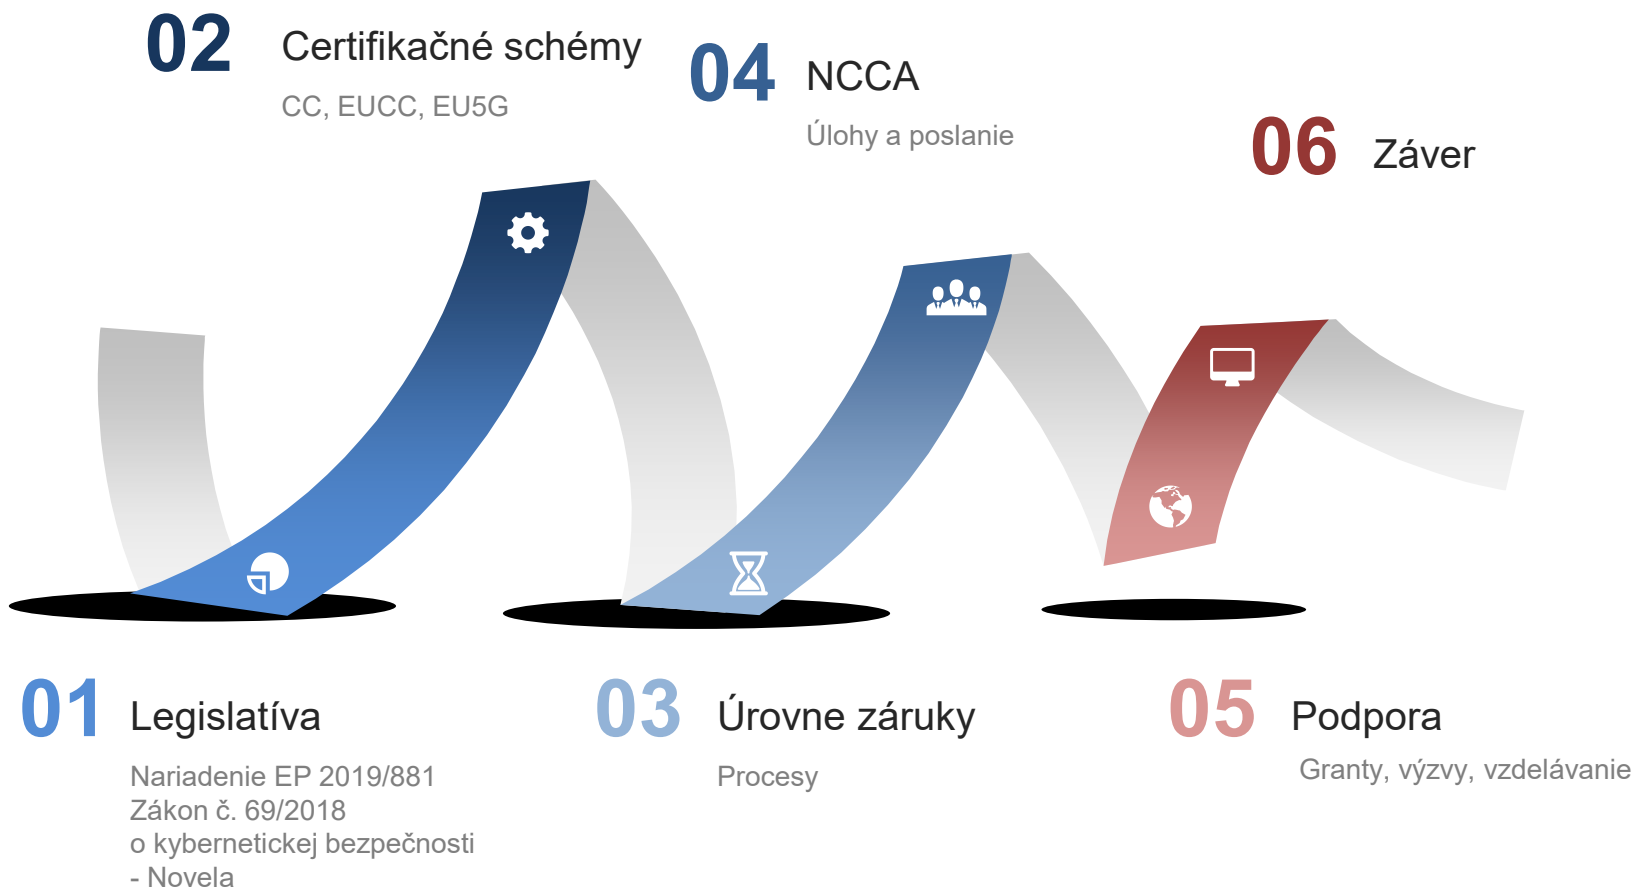 02
Certifikačné schémy
CC, EUCC, EU5G
04
NCCA
Úlohy a poslanie
06
Záver
01
Legislatíva
Nariadenie EP 2019/881
Zákon č. 69/2018
o kybernetickej bezpečnosti
- Novela
03
Úrovne záruky
Procesy
05
Podpora
Granty, výzvy, vzdelávanie